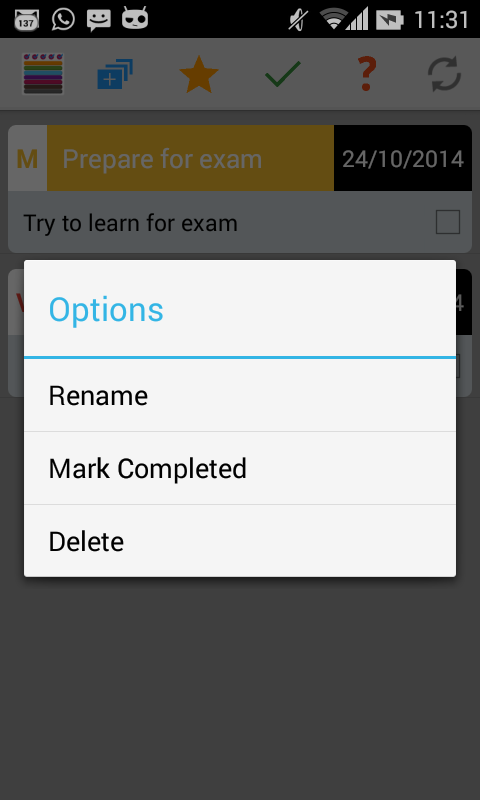 137
11:31
?
M Prepare for exam 24/10/2014
Try to learn for exam
Options
Rename
Mark Completed
Delete